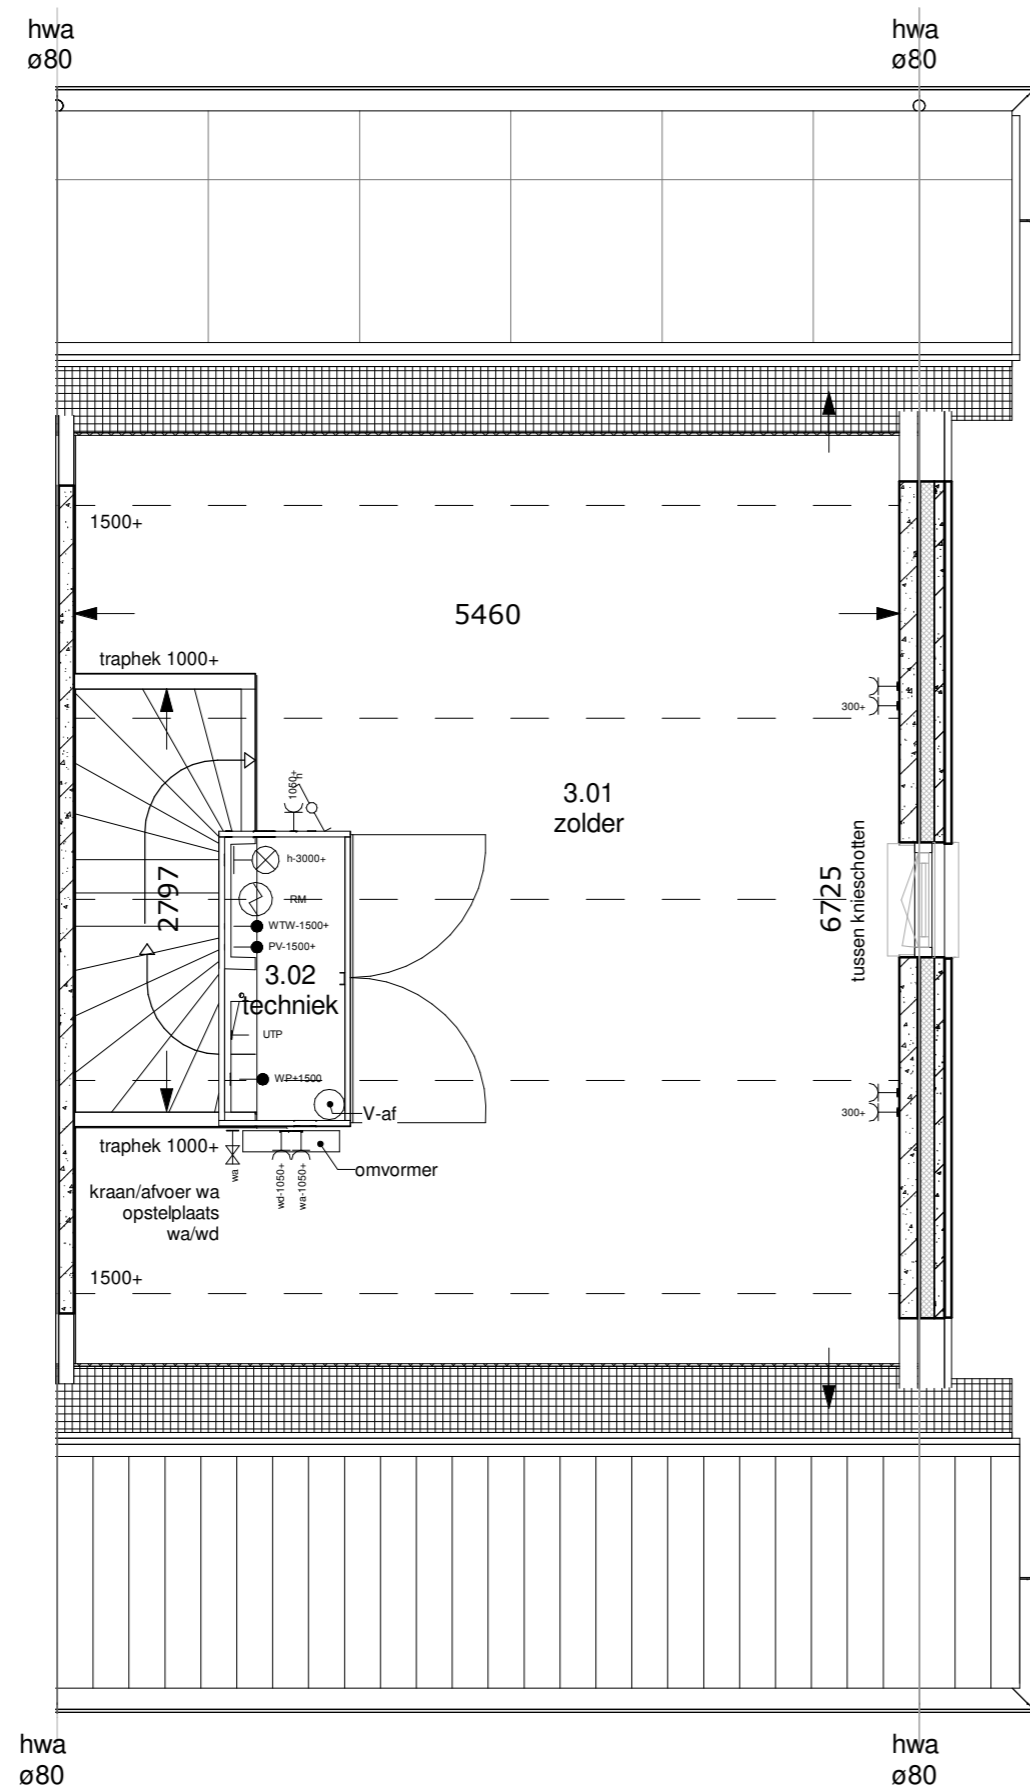 hwa
ø80
hwa
ø80
1500+
5460
traphek 1000+
300+
1050+
h
3.01
zolder
h-3000+
RM
2797
WTW-1500+
PV-1500+
6725
tussen knieschotten
3.02
techniek
UTP
WP+1500
V-af
300+
traphek 1000+
omvormer
wa
wd-1050+
wa-1050+
kraan/afvoer wa
opstelplaats
wa/wd
1500+
hwa
ø80
hwa
ø80